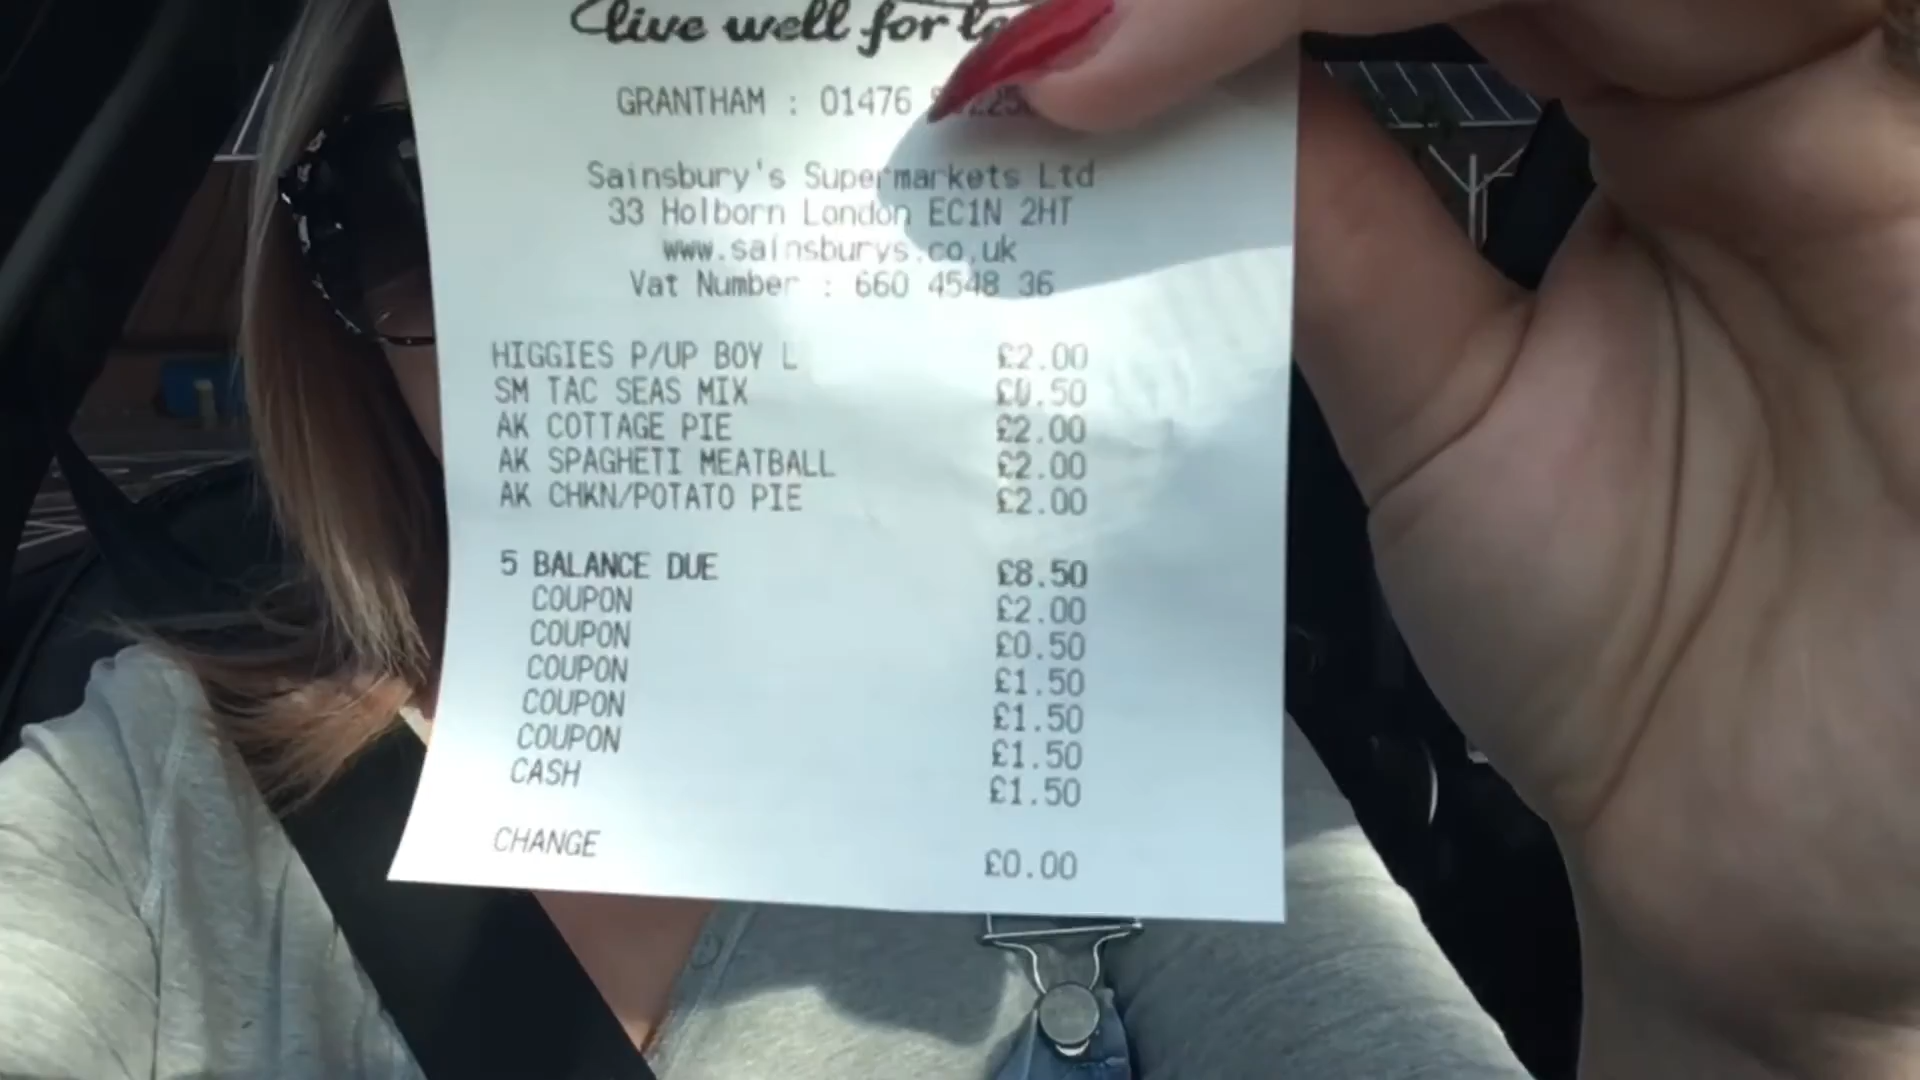 live well for
GRANTHAM : 01476
Sainsbury's Supermarkets Ltd
33 Holborn London EC1N 2HT
www.sainsburys.co.uk
Vat Number : 660 4548 36
HIGGIES P/UP BOY L £2.00
SM TAC SEAS MIX £0.50
AK COTTAGE PIE £2.00
AK SPAGHETI MEATBALL £2.00
AK CHKN/POTATO PIE £2.00
5 BALANCE DUE £8.50
COUPON £2.00
COUPON £0.50
COUPON £1.50
COUPON £1.50
COUPON £1.50
CASH £1.50
CHANGE £0.00